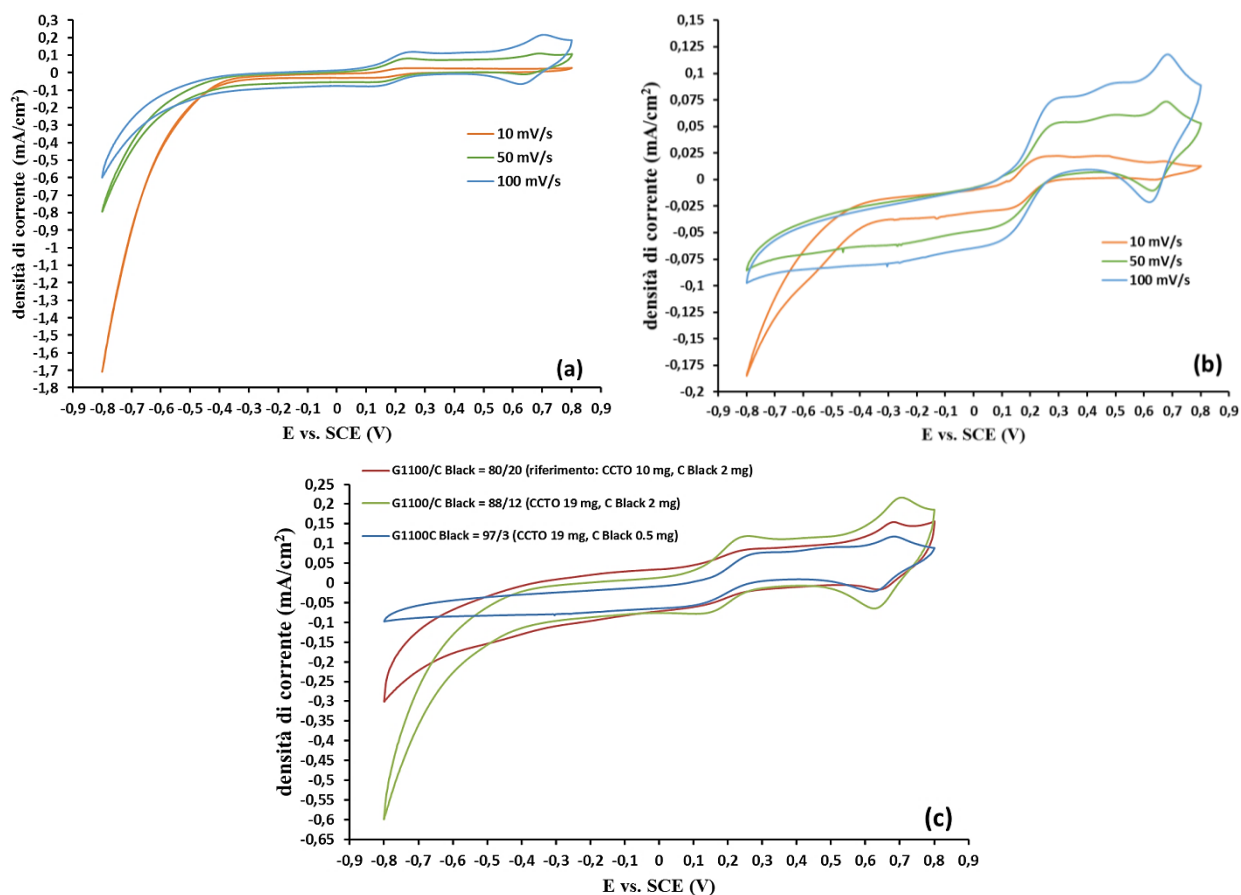 (a)
densità di corrente (mA/cm²)
0,3
0,2
0,1
0
-0,1
-0,2
-0,3
-0,4
-0,5
-0,6
-0,7
-0,8
-0,9
-1
-1,1
-1,2
-1,3
-1,4
-1,5
-1,6
-1,7
-1,8
10 mV/s
50 mV/s
100 mV/s
-0,9 -0,8 -0,7 -0,6 -0,5 -0,4 -0,3 -0,2 -0,1 0 0,1 0,2 0,3 0,4 0,5 0,6 0,7 0,8 0,9
E vs. SCE (V)
(b)
densità di corrente (mA/cm²)
0,15
0,125
0,1
0,075
0,05
0,025
0
-0,025
-0,05
-0,075
-0,1
-0,125
-0,15
-0,175
-0,2
10 mV/s
50 mV/s
100 mV/s
-0,9 -0,8 -0,7 -0,6 -0,5 -0,4 -0,3 -0,2 -0,1 0 0,1 0,2 0,3 0,4 0,5 0,6 0,7 0,8 0,9
E vs. SCE (V)
G1100/C Black = 80/20 (riferimento: CCTO 10 mg, C Black 2 mg)
G1100/C Black = 88/12 (CCTO 19 mg, C Black 2 mg)
G1100C Black = 97/3 (CCTO 19 mg, C Black 0.5 mg)
densità di corrente (mA/cm²)
0,25
0,2
0,15
0,1
0,05
0
-0,05
-0,1
-0,15
-0,2
-0,25
-0,3
-0,35
-0,4
-0,45
-0,5
-0,55
-0,6
-0,65
(c)
-0,9 -0,8 -0,7 -0,6 -0,5 -0,4 -0,3 -0,2 -0,1 0 0,1 0,2 0,3 0,4 0,5 0,6 0,7 0,8 0,9
E vs. SCE (V)